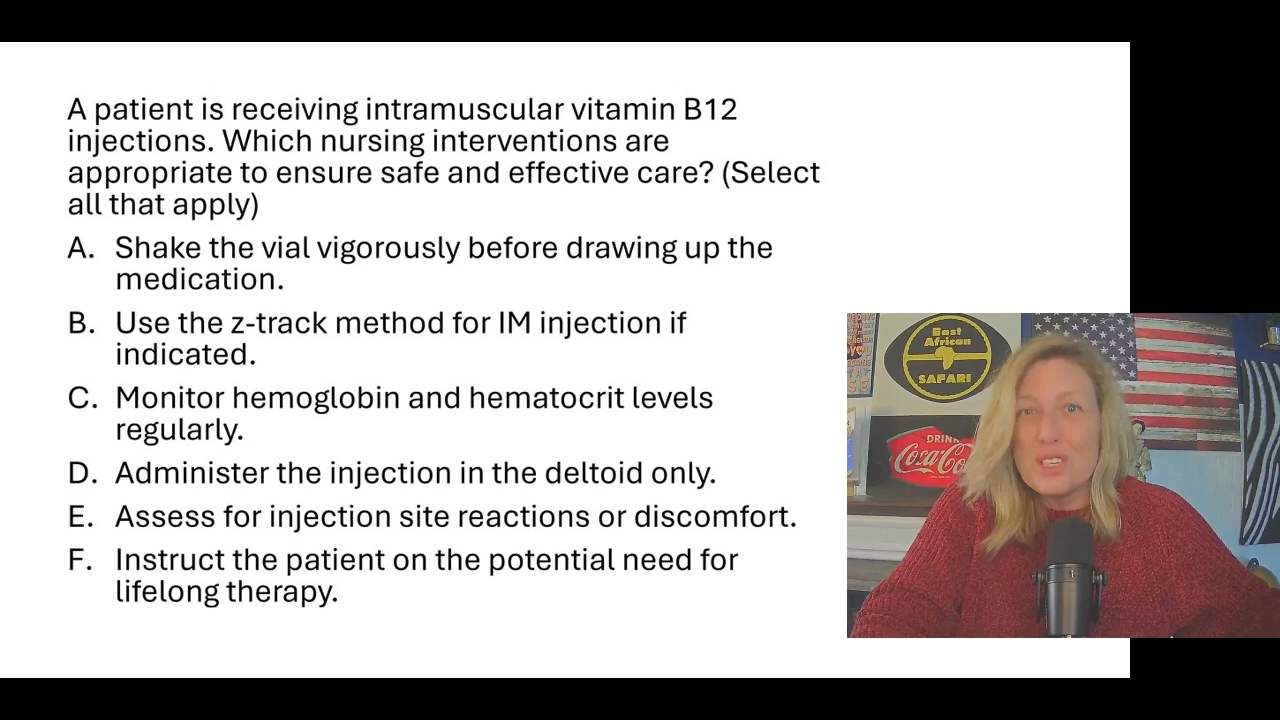 A patient is receiving intramuscular vitamin B12
injections. Which nursing interventions are
appropriate to ensure safe and effective care? (Select
all that apply)
A. Shake the vial vigorously before drawing up the
medication.
B. Use the z-track method for IM injection if
indicated.
C. Monitor hemoglobin and hematocrit levels
regularly.
D. Administer the injection in the deltoid only.
E. Assess for injection site reactions or discomfort.
F. Instruct the patient on the potential need for
lifelong therapy.
East
African
SAFARI
DRINK
Coca-Co